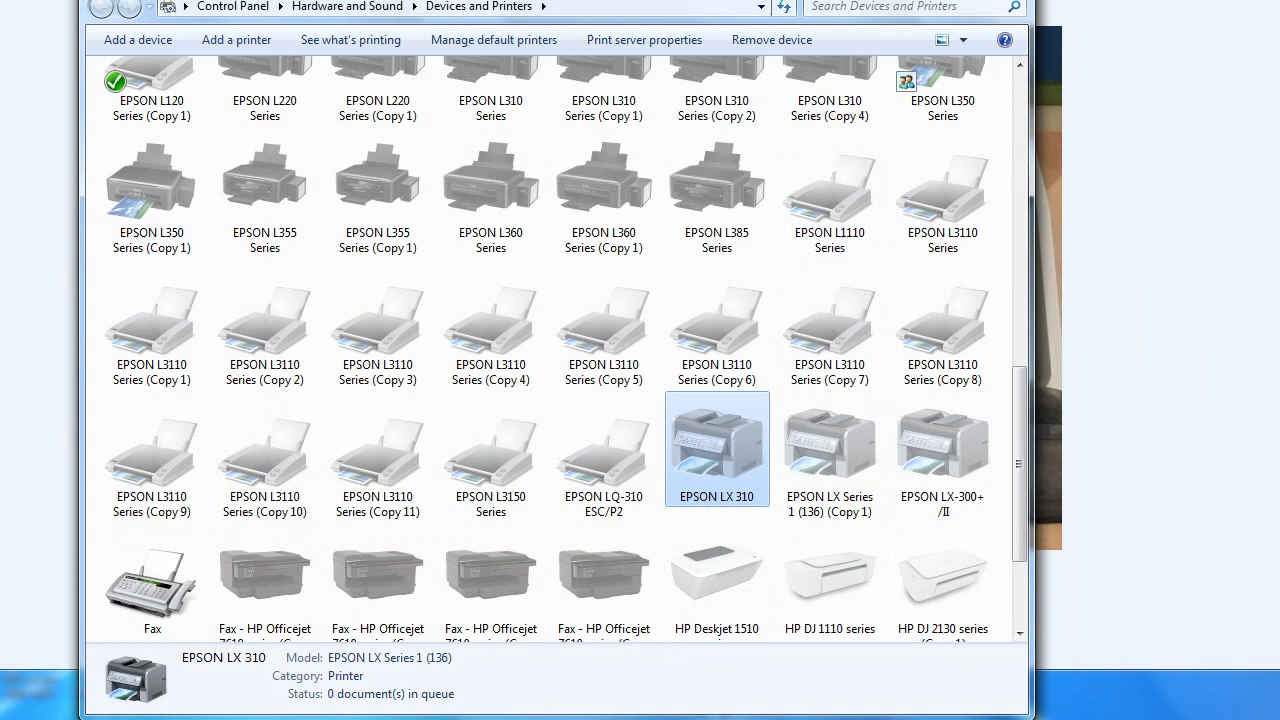 Control Panel Hardware and Sound Devices and Printers Search Devices and Printers
Add a device Add a printer See what's printing Manage default printers Print server properties Remove device
EPSON L120 Series (Copy 1)
EPSON L220 Series
EPSON L220 Series (Copy 1)
EPSON L310 Series
EPSON L310 Series (Copy 1)
EPSON L310 Series (Copy 2)
EPSON L310 Series (Copy 4)
EPSON L350 Series
EPSON L350 Series (Copy 1)
EPSON L355 Series
EPSON L355 Series (Copy 1)
EPSON L360 Series
EPSON L360 Series (Copy 1)
EPSON L385 Series
EPSON L1110 Series
EPSON L3110 Series
EPSON L3110 Series (Copy 1)
EPSON L3110 Series (Copy 2)
EPSON L3110 Series (Copy 3)
EPSON L3110 Series (Copy 4)
EPSON L3110 Series (Copy 5)
EPSON L3110 Series (Copy 6)
EPSON L3110 Series (Copy 7)
EPSON L3110 Series (Copy 8)
EPSON L3110 Series (Copy 9)
EPSON L3110 Series (Copy 10)
EPSON L3110 Series (Copy 11)
EPSON L3150 Series
EPSON LQ-310 ESC/P2
EPSON LX 310
EPSON LX Series 1 (136) (Copy 1)
EPSON LX-300+ /II
Fax
Fax - HP Officejet
Fax - HP Officejet
Fax - HP Officejet
Fax - HP Officejet
HP Deskjet 1510
HP DJ 1110 series
HP DJ 2130 series
EPSON LX 310 Model: EPSON LX Series 1 (136)
Category: Printer
Status: 0 document(s) in queue